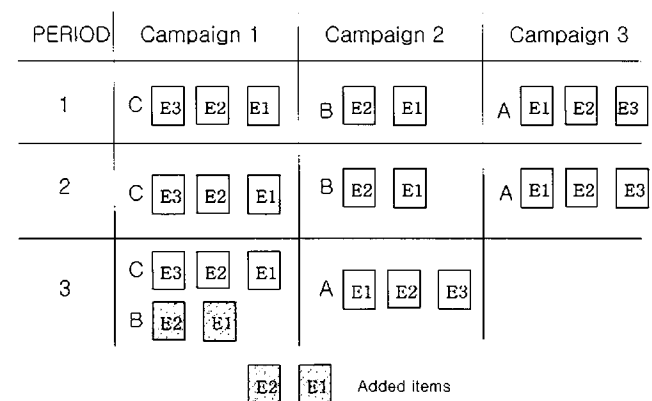 PERIOD Campaign 1 Campaign 2 Campaign 3
1 C E3 E2 E1 B E2 E1 A E1 E2 E3
2 C E3 E2 E1 B E2 E1 A E1 E2 E3
3 C E3 E2 E1 A E1 E2 E3
B E2 E1
E2 E1 Added items